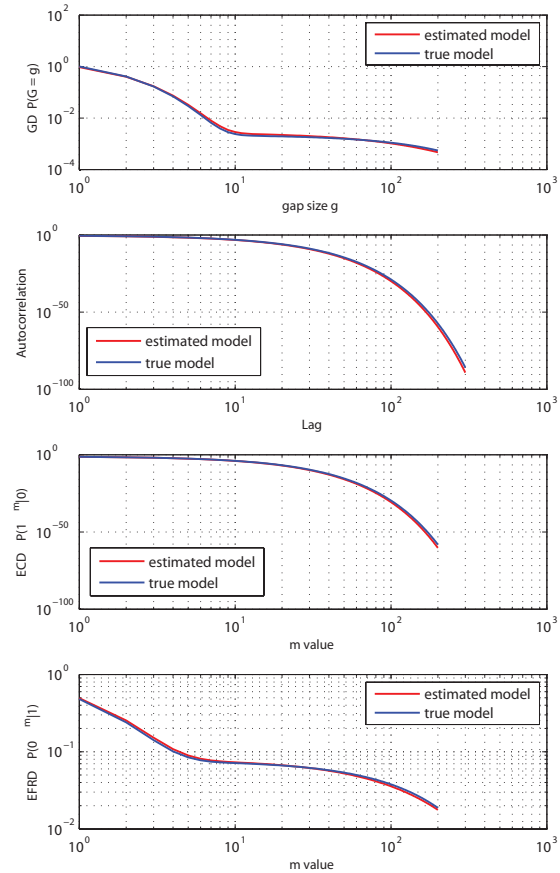 10^2
10^0
10^-2
10^-4
GD P(G = g)
estimated model
true model
10^0 10^1 10^2 10^3
gap size g
10^0
10^-50
10^-100
Autocorrelation
estimated model
true model
10^0 10^1 10^2 10^3
Lag
10^0
10^-50
10^-100
ECD P(1 ^m|0)
estimated model
true model
10^0 10^1 10^2 10^3
m value
10^0
10^-1
10^-2
EFRD P(0 ^m|1)
estimated model
true model
10^0 10^1 10^2 10^3
m value